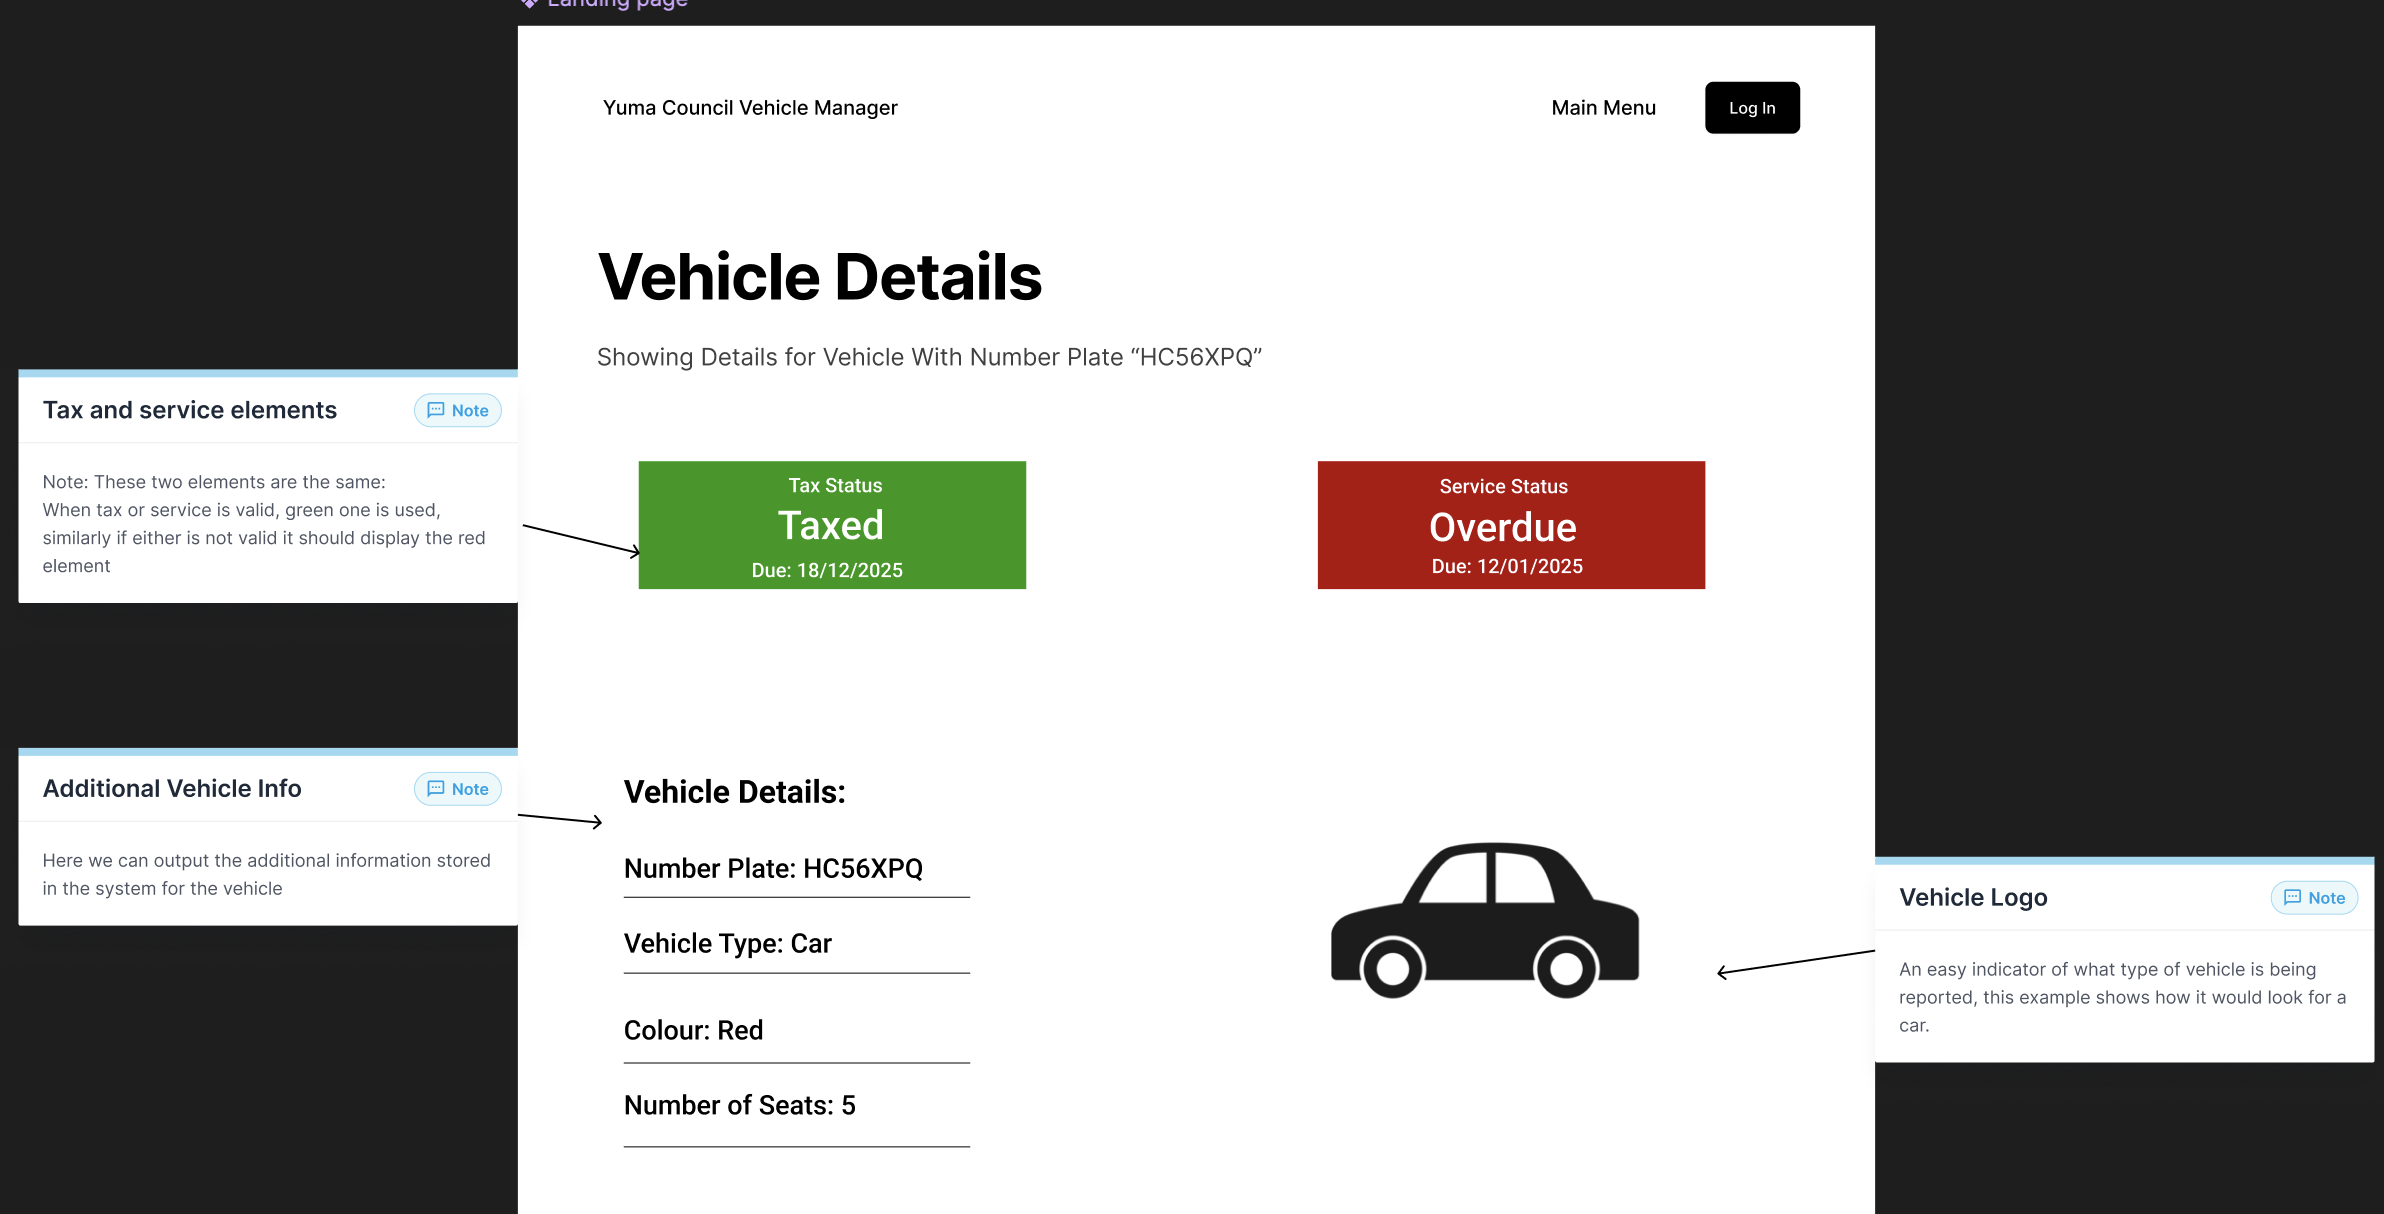 Landing page
Yuma Council Vehicle Manager
Main Menu
Log In
Vehicle Details
Showing Details for Vehicle With Number Plate “HC56XPQ”
Tax and service elements
Note
Note: These two elements are the same:
When tax or service is valid, green one is used,
similarly if either is not valid it should display the red
element
Tax Status
Taxed
Due: 18/12/2025
Service Status
Overdue
Due: 12/01/2025
Additional Vehicle Info
Note
Here we can output the additional information stored
in the system for the vehicle
Vehicle Details:
Number Plate: HC56XPQ
Vehicle Type: Car
Colour: Red
Number of Seats: 5
Vehicle Logo
Note
An easy indicator of what type of vehicle is being
reported, this example shows how it would look for a
car.